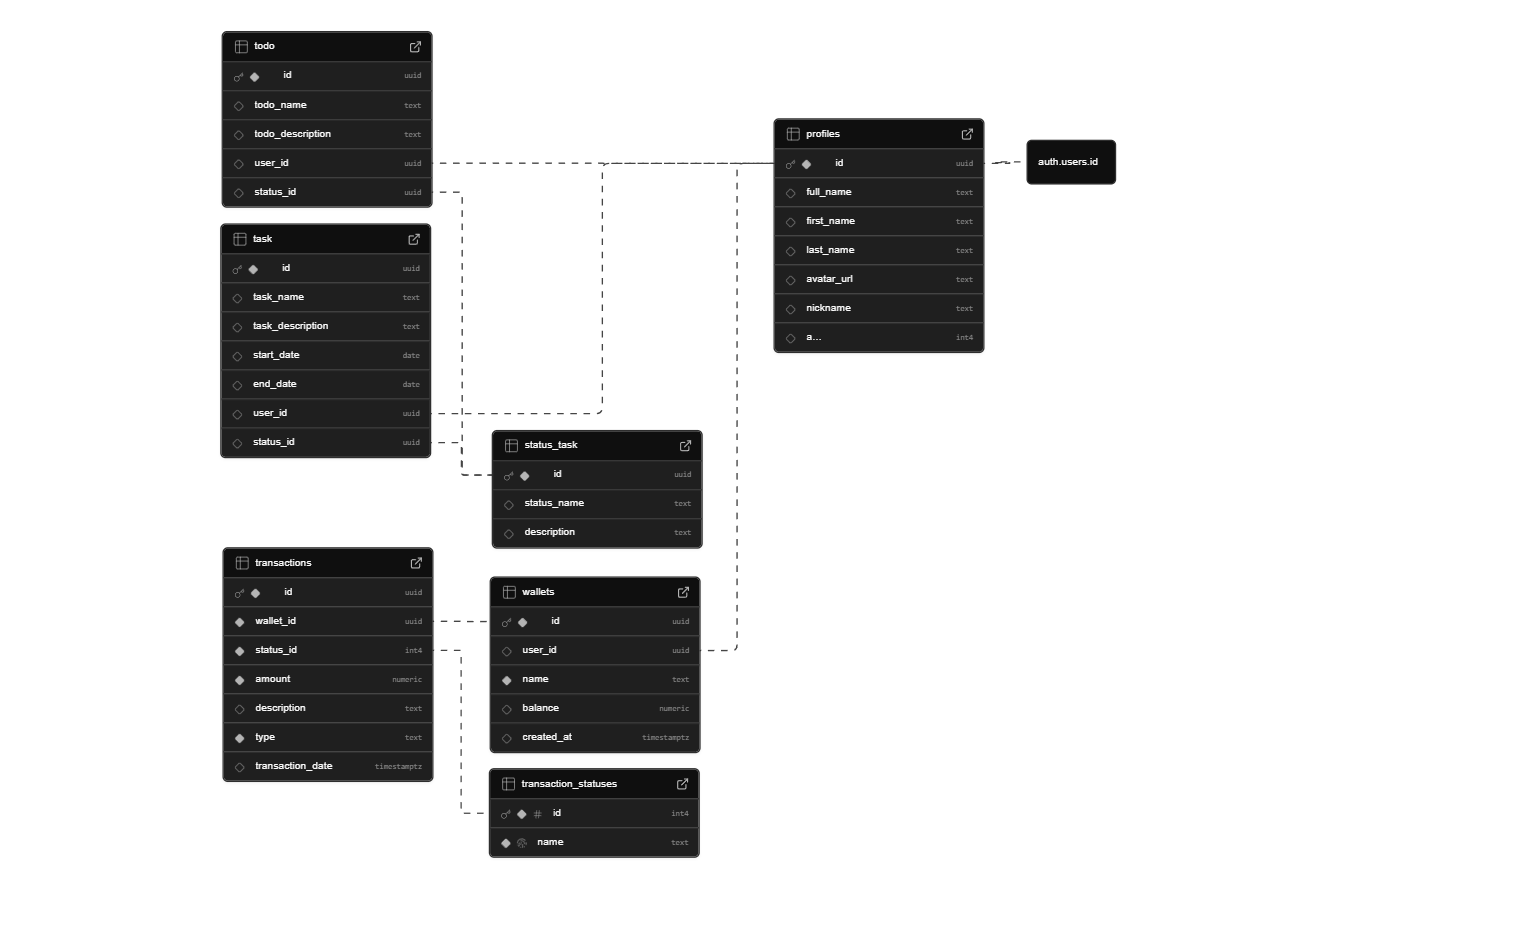 todo
id uuid
todo_name text
todo_description text
user_id uuid
status_id uuid
task
id uuid
task_name text
task_description text
start_date date
end_date date
user_id uuid
status_id uuid
profiles
id uuid
full_name text
first_name text
last_name text
avatar_url text
nickname text
a... int4
auth.users.id
status_task
id uuid
status_name text
description text
transactions
id uuid
wallet_id uuid
status_id int4
amount numeric
description text
type text
transaction_date timestamptz
wallets
id uuid
user_id uuid
name text
balance numeric
created_at timestamptz
transaction_statuses
# id int4
name text